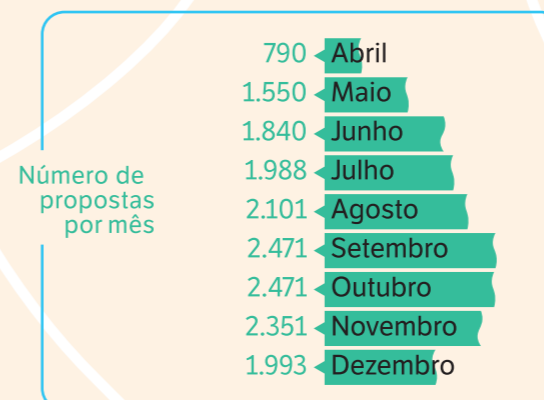 Número de
propostas
por mês
790 Abril
1.550 Maio
1.840 Junho
1.988 Julho
2.101 Agosto
2.471 Setembro
2.471 Outubro
2.351 Novembro
1.993 Dezembro